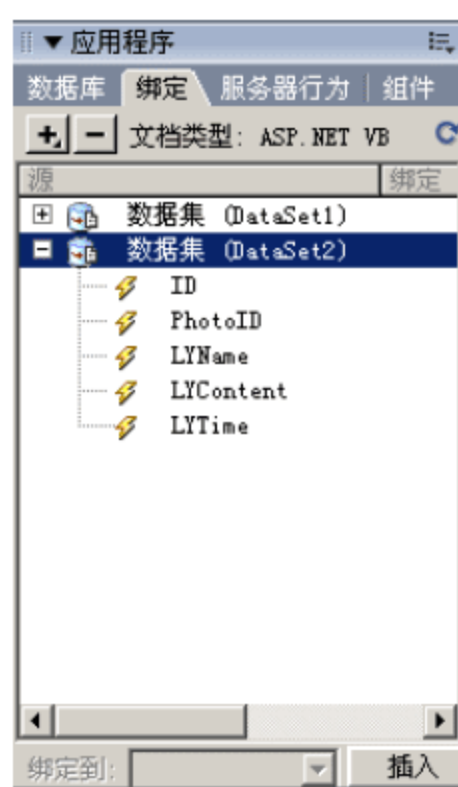 ▼ 应用程序
数据库 绑定 服务器行为 | 组件
+ − 文档类型: ASP.NET VB
源 绑定
数据集 (DataSet1)
数据集 (DataSet2)
ID
PhotoID
LYName
LYContent
LYTime
绑定到: 插入